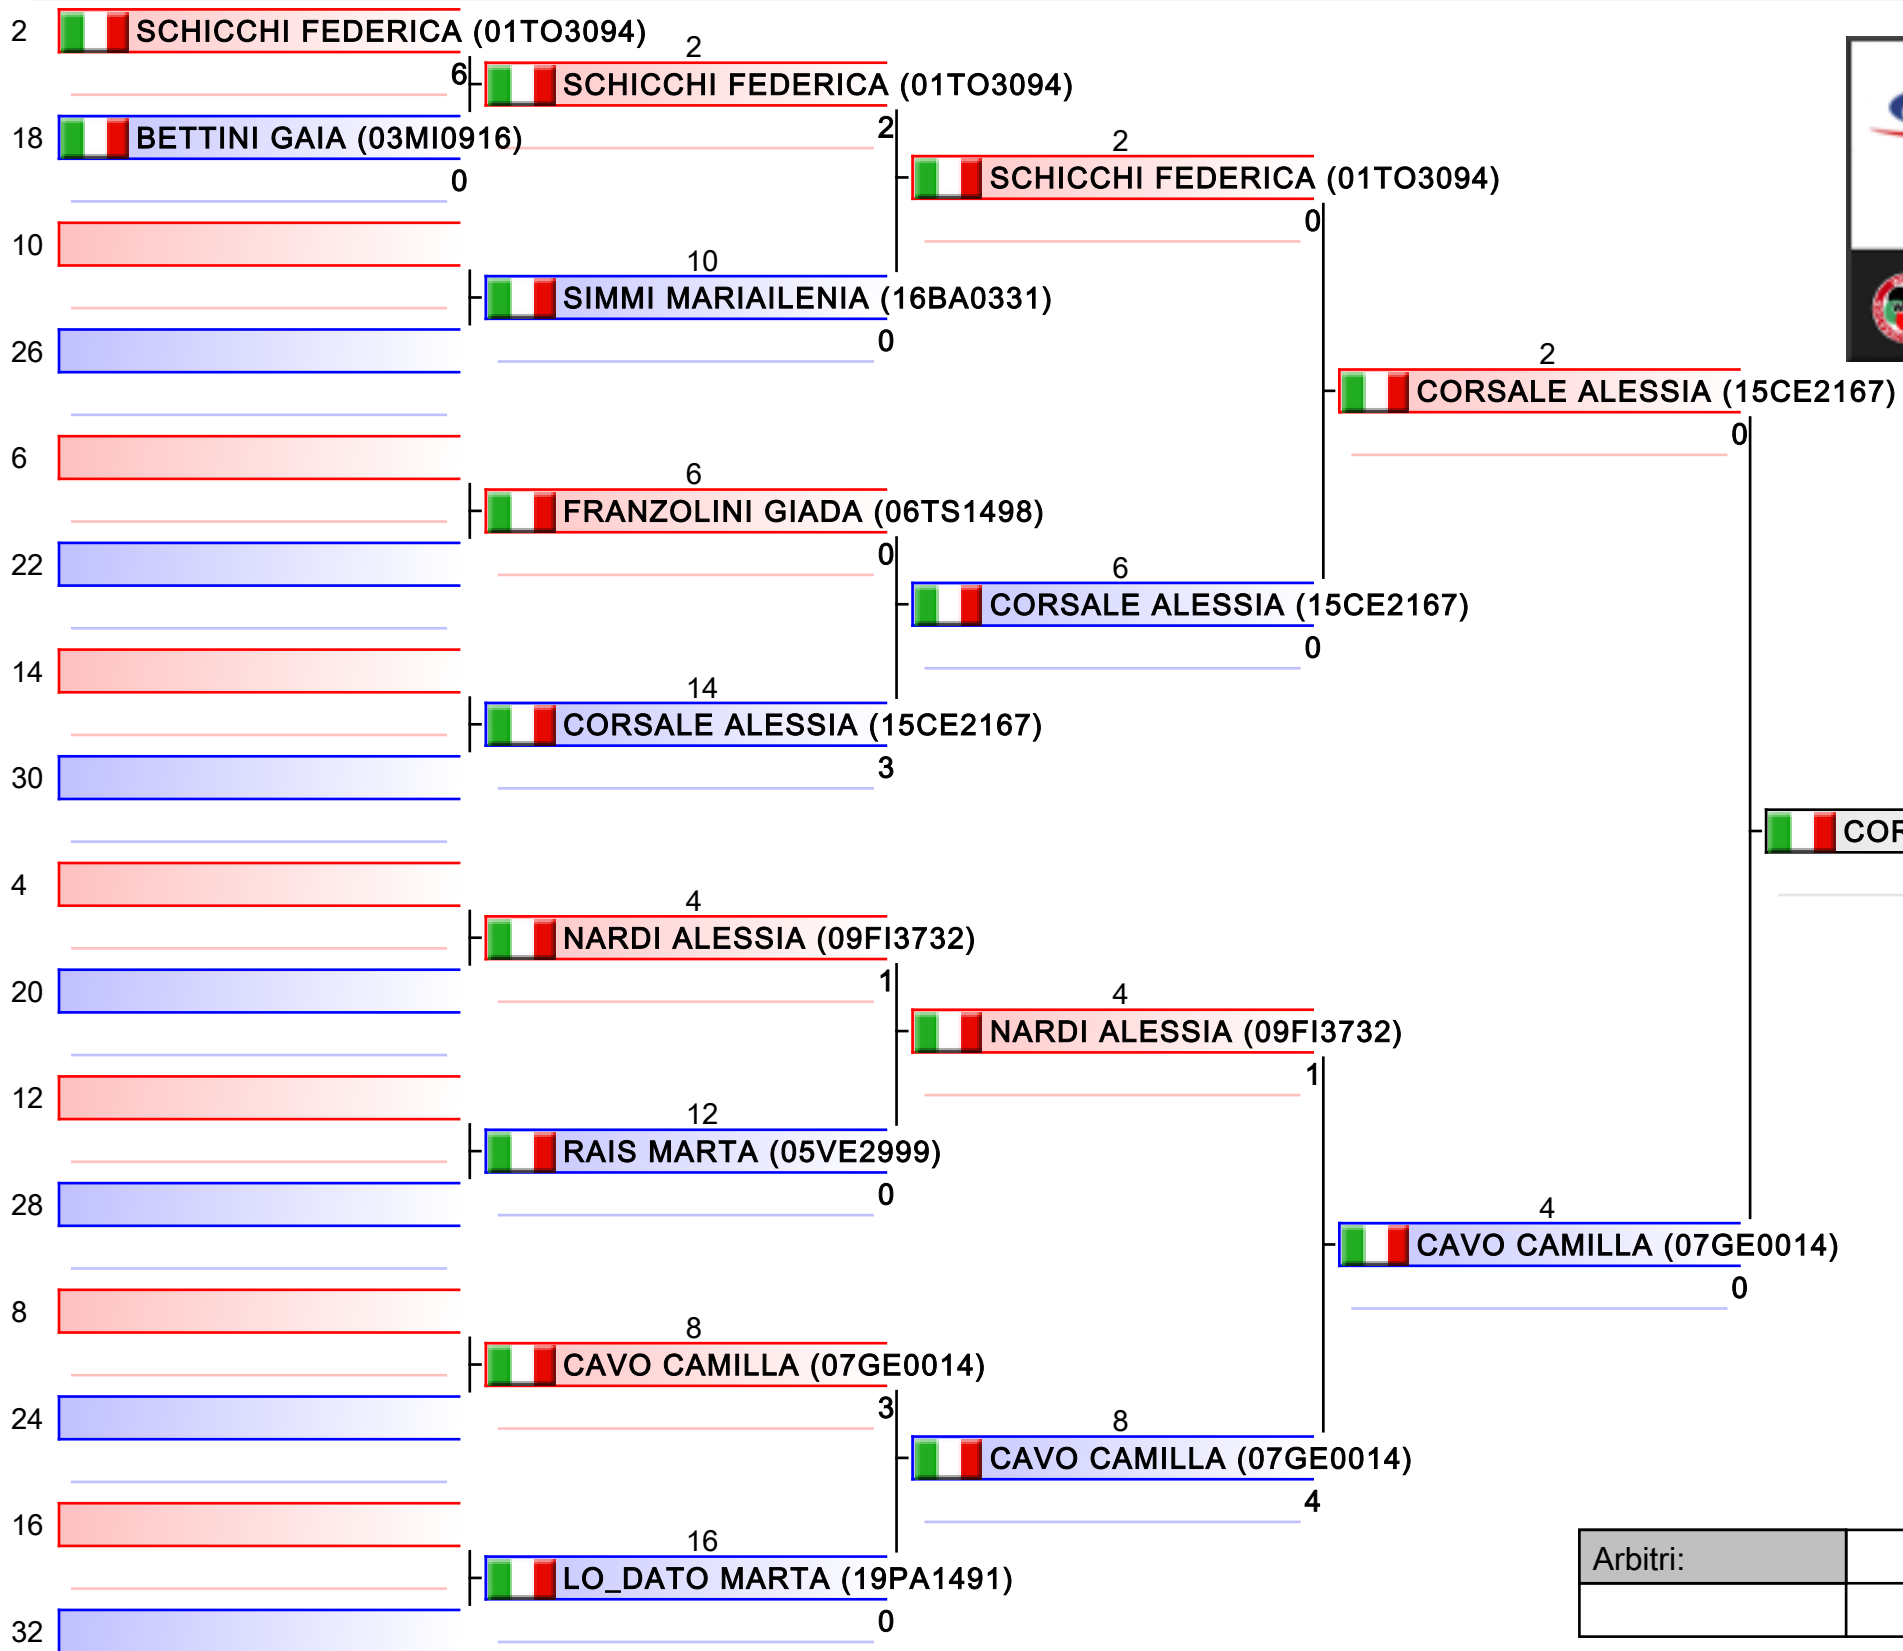 2
SCHICCHI FEDERICA (01TO3094)
6
18
BETTINI GAIA (03MI0916)
0
10
26
6
22
14
30
4
20
12
28
8
24
16
32
2
SCHICCHI FEDERICA (01TO3094)
2
10
SIMMI MARIAILENIA (16BA0331)
0
6
FRANZOLINI GIADA (06TS1498)
0
14
CORSALE ALESSIA (15CE2167)
3
4
NARDI ALESSIA (09FI3732)
1
12
RAIS MARTA (05VE2999)
0
8
CAVO CAMILLA (07GE0014)
3
16
LO_DATO MARTA (19PA1491)
0
2
SCHICCHI FEDERICA (01TO3094)
0
6
CORSALE ALESSIA (15CE2167)
0
4
NARDI ALESSIA (09FI3732)
1
8
CAVO CAMILLA (07GE0014)
4
2
CORSALE ALESSIA (15CE2167)
0
4
CAVO CAMILLA (07GE0014)
0
COR
Arbitri: